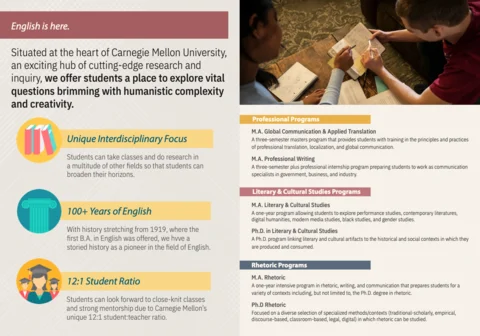 English is here.
Situated at the heart of Carnegie Mellon University,
an exciting hub of cutting-edge research and
inquiry, we offer students a place to explore vital
questions brimming with humanistic complexity
and creativity.
Unique Interdisciplinary Focus
Students can take classes and do research in
a multitude of other fields so that students can
broaden their horizons.
100+ Years of English
With history stretching from 1919, where the
first B.A. in English was offered, we hvve a
storied history as a pioneer in the field of English.
12:1 Student Ratio
Students can look forward to close-knit classes
and strong mentorship due to Carnegie Mellon's
unique 12:1 student:teacher ratio.
Professional Programs
M.A. Global Communication & Applied Translation
A three-semester masters program that provides students with training in the principles and practices
of professional translation, localization, and global communication.
M.A. Professional Writing
A three-semester plus professional internship program preparing students to work as communication
specialists in government, business, and industry.
Literary & Cultural Studies Programs
M.A. Literary & Cultural Studies
A one-year program allowing students to explore performance studies, contemporary literatures,
digital humanities, modern media studies, black studies, and gender studies.
Ph.D. in Literary & Cultural Studies
A Ph.D. program linking literary and cultural artifacts to the historical and social contexts in which they
are produced and consumed.
Rhetoric Programs
M.A. Rhetoric
A one-year intensive program in rhetoric, writing, and communication that prepares students for a
variety of contexts including, but not limited to, the Ph.D. degree in rhetoric.
Ph.D Rhetoric
Focused on a diverse selection of specialized methods/contexts (traditional-scholarly, empirical,
discourse-based, classroom-based, legal, digital) in which rhetoric can be studied.